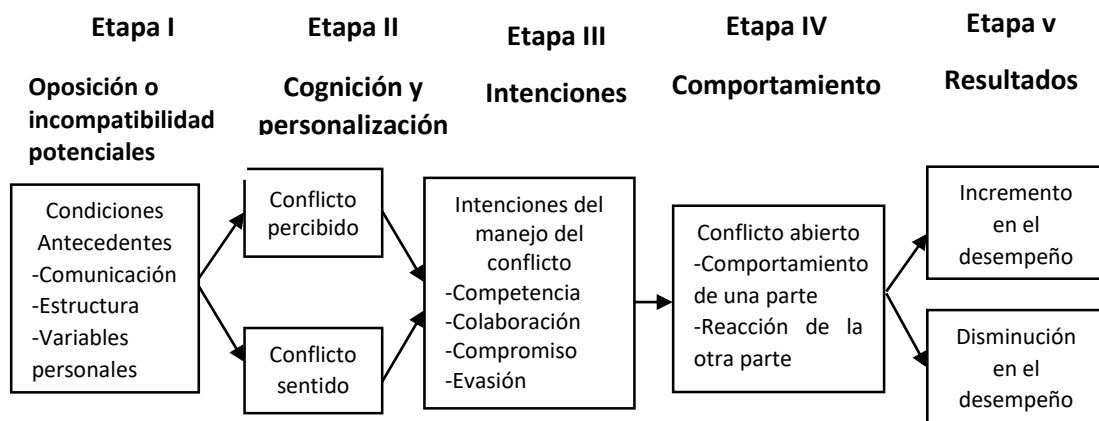 Etapa I
Etapa II
Etapa III
Etapa IV
Etapa v
Oposición o
incompatibilidad
potenciales
Cognición y
personalización
Intenciones
Comportamiento
Resultados
Condiciones
Antecedentes
-Comunicación
-Estructura
-Variables
personales
Conflicto
percibido
Conflicto
sentido
Intenciones del
manejo del
conflicto
-Competencia
-Colaboración
-Compromiso
-Evasión
Conflicto abierto
-Comportamiento
de una parte
-Reacción de la
otra parte
Incremento
en el
desempeño
Disminución
en el
desempeño